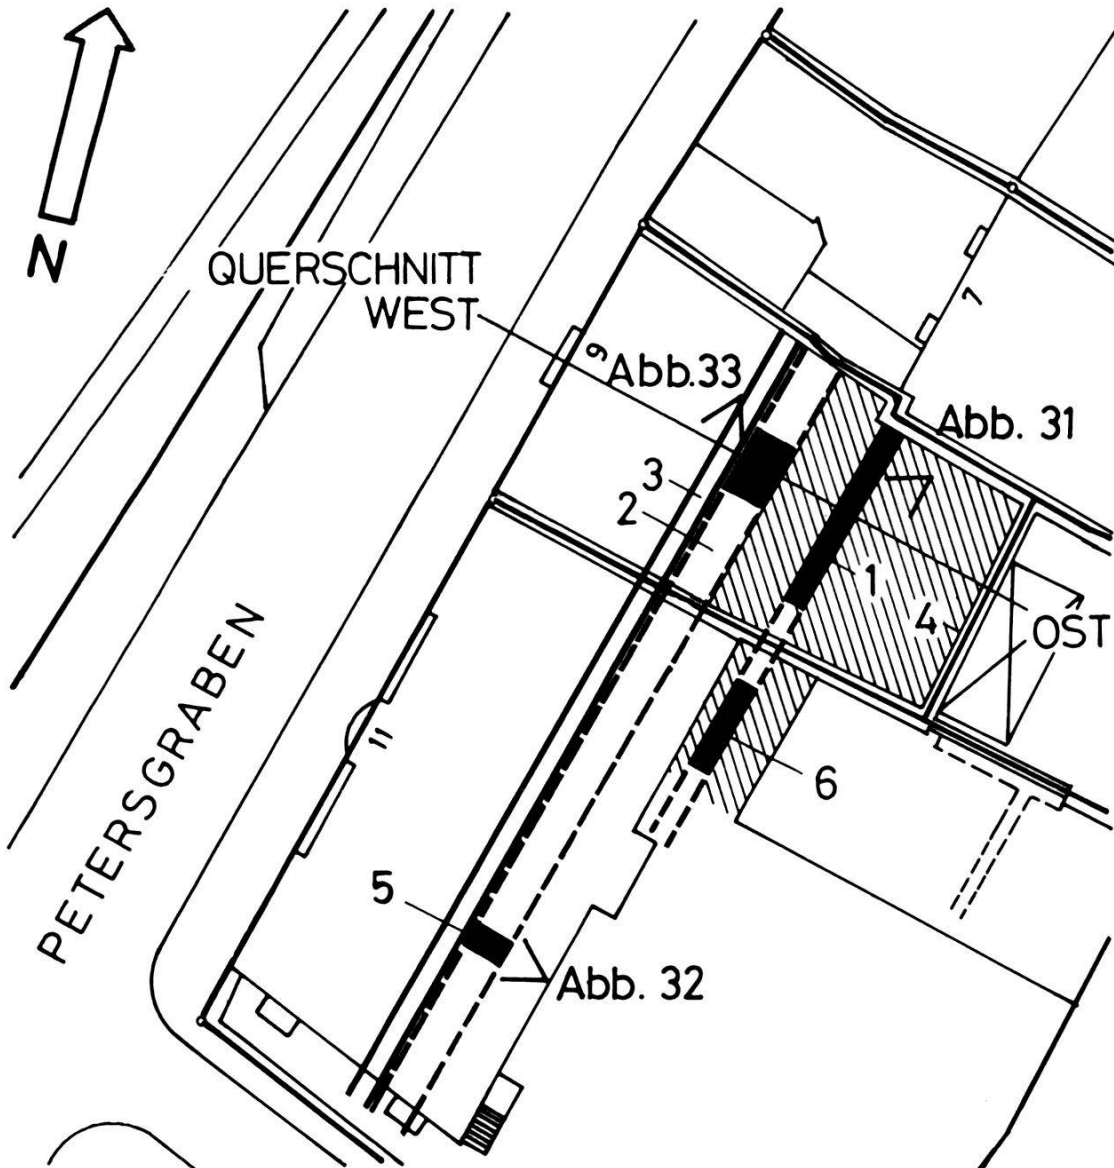 N
QUERSCHNITT
WEST
9
7
Abb.33
Abb. 31
3
2
1
4
OST
PETERSGRABEN
11
6
5
Abb. 32